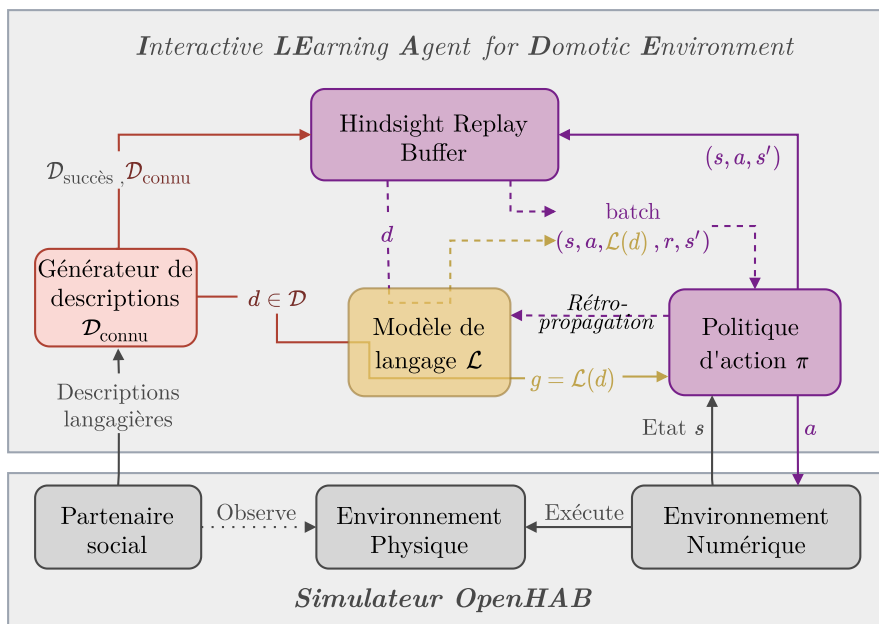 Interactive LEarning Agent for Domotic Environment
Hindsight Replay
Buffer
(s, a, s′)
𝒟succès , 𝒟connu
batch
d
(s, a, ℒ(d) , r, s′)
Générateur de
descriptions
𝒟connu
d ∈ 𝒟
Rétro-
propagation
Modèle de
langage ℒ
Politique
d'action π
g = ℒ(d)
Descriptions
langagières
Etat s
a
Partenaire
social
Observe
Environnement
Physique
Exécute
Environnement
Numérique
Simulateur OpenHAB